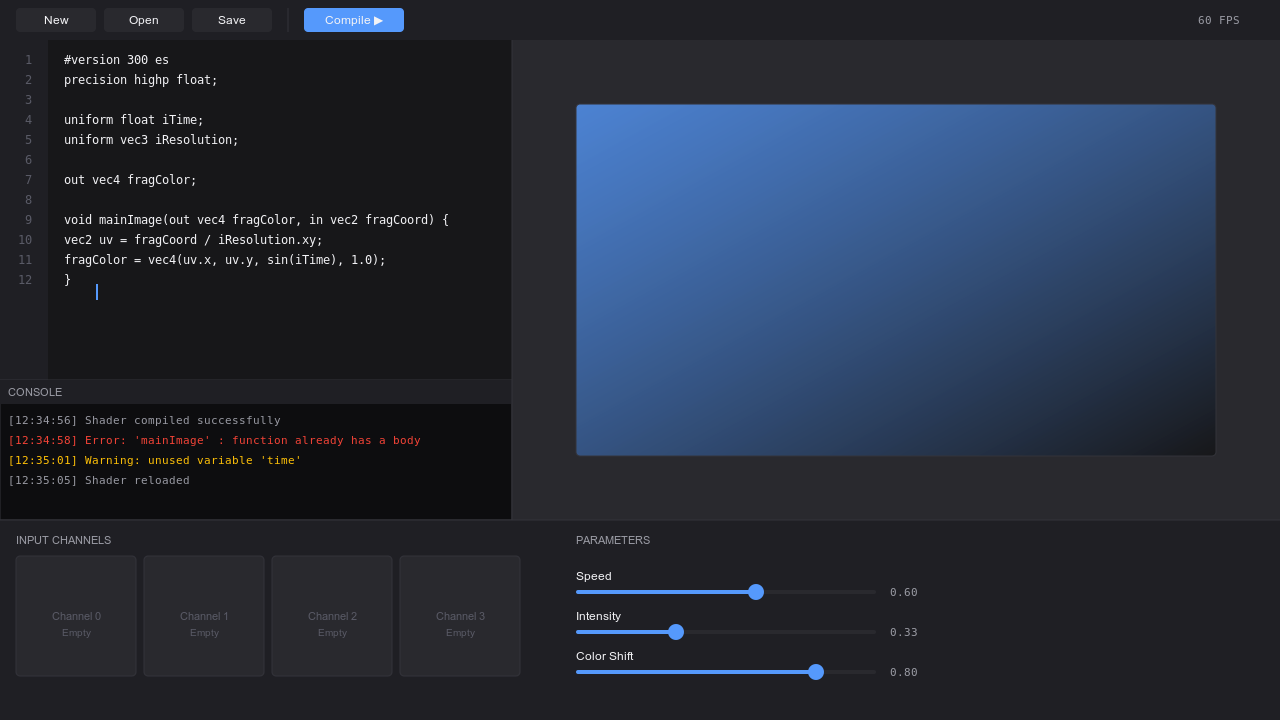 New Open Save Compile ▶ 60 FPS
1 #version 300 es
2 precision highp float;
3
4 uniform float iTime;
5 uniform vec3 iResolution;
6
7 out vec4 fragColor;
8
9 void mainImage(out vec4 fragColor, in vec2 fragCoord) {
10 vec2 uv = fragCoord / iResolution.xy;
11 fragColor = vec4(uv.x, uv.y, sin(iTime), 1.0);
12 }
CONSOLE
[12:34:56] Shader compiled successfully
[12:34:58] Error: 'mainImage' : function already has a body
[12:35:01] Warning: unused variable 'time'
[12:35:05] Shader reloaded
INPUT CHANNELS
Channel 0 Channel 1 Channel 2 Channel 3
Empty Empty Empty Empty
PARAMETERS
Speed
0.60
Intensity
0.33
Color Shift
0.80